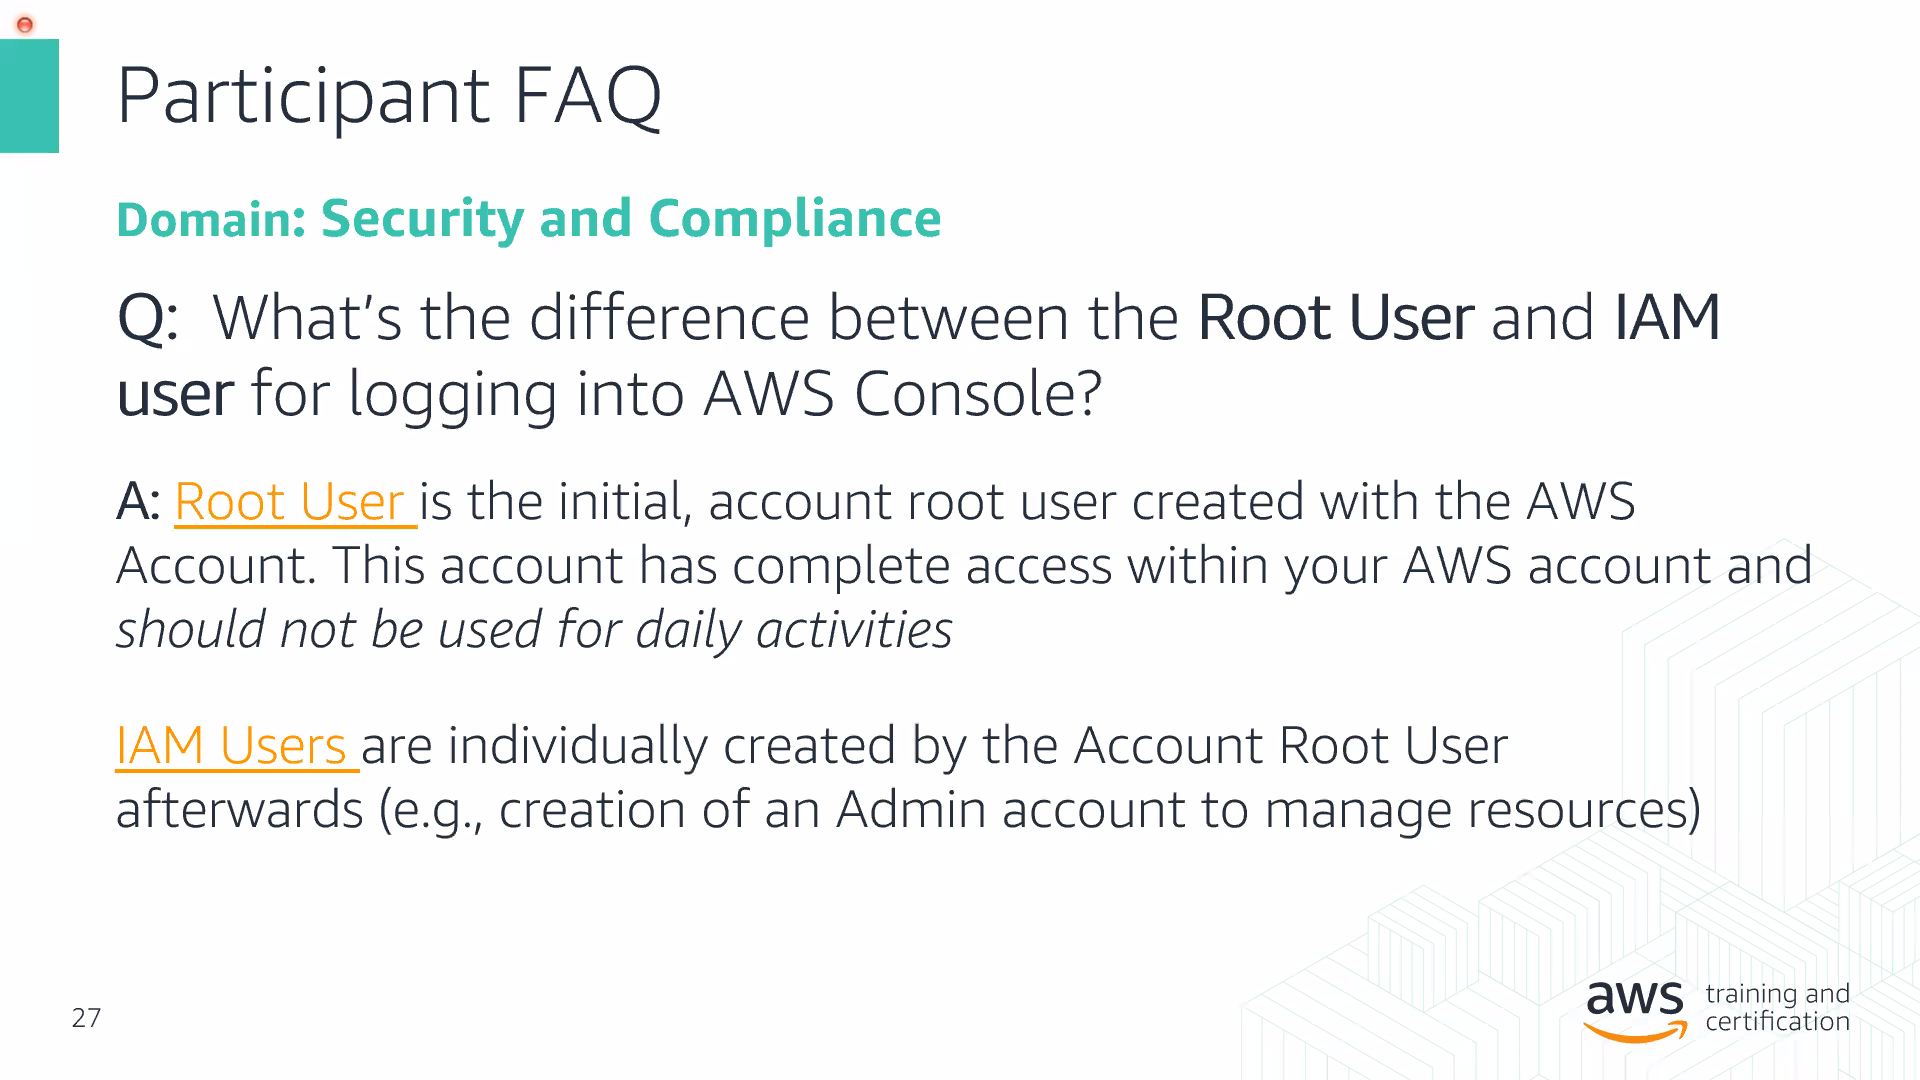 Participant FAQ
Domain: Security and Compliance
Q: What’s the difference between the Root User and IAM
user for logging into AWS Console?
A: Root User is the initial, account root user created with the AWS
Account. This account has complete access within your AWS account and
should not be used for daily activities
IAM Users are individually created by the Account Root User
afterwards (e.g., creation of an Admin account to manage resources)
27
aws training and
certification